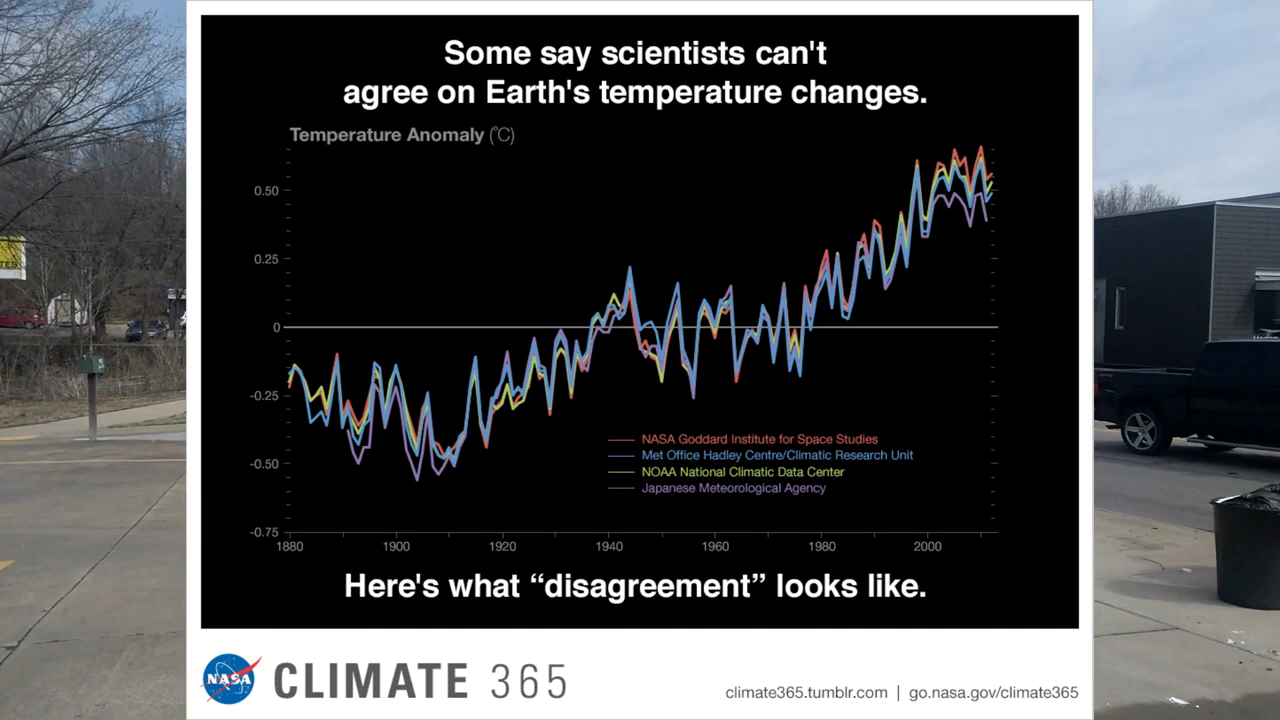 Some say scientists can't
agree on Earth's temperature changes.
Temperature Anomaly (°C)
0.50
0.25
0
-0.25
-0.50
-0.75
1880 1900 1920 1940 1960 1980 2000
NASA Goddard Institute for Space Studies
Met Office Hadley Centre/Climatic Research Unit
NOAA National Climatic Data Center
Japanese Meteorological Agency
Here's what “disagreement” looks like.
NASA CLIMATE 365
climate365.tumblr.com | go.nasa.gov/climate365
TES